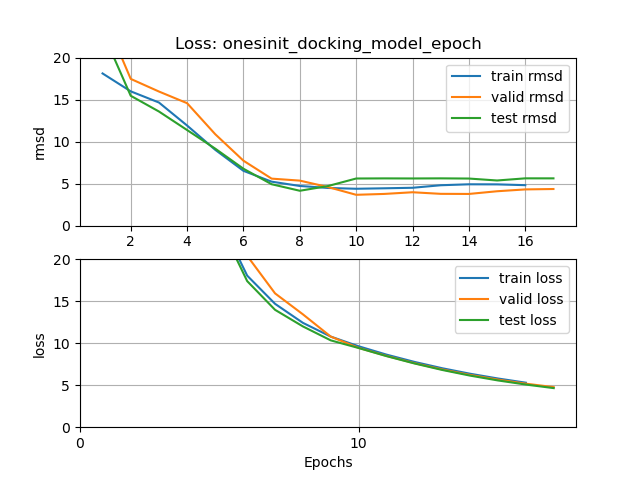 Loss: onesinit_docking_model_epoch
20
15
10
5
0
rmsd
train rmsd
valid rmsd
test rmsd
2 4 6 8 10 12 14 16
20
15
10
5
0
loss
train loss
valid loss
test loss
0 10
Epochs